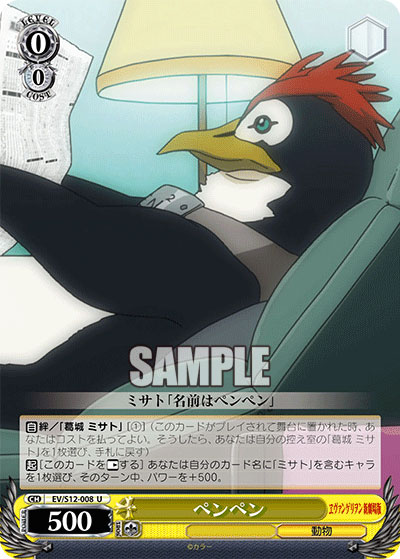 LEVEL
0
0
COST
SAMPLE
ミサト「名前はペンペン」
自 絆／「葛城 ミサト」 [①] (このカードがプレイされて舞台に置かれた時、あ
なたはコストを払ってよい。そうしたら、あなたは自分の控え室の「葛城 ミサ
ト」を1枚選び、手札に戻す)
起 [このカードを する] あなたは自分のカード名に「ミサト」を含むキャラ
を1枚選び、そのターン中、パワーを＋500。
CH EV/S12-008 U
POWER
500
ペンペン
ヱヴァンゲリヲン新劇場版
動物
©カラー